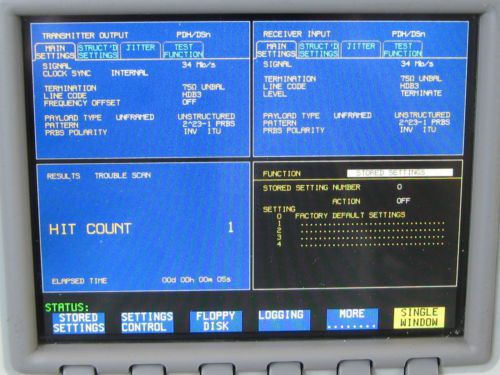 TRANSMITTER OUTPUT PDH/DSn
MAIN SETTINGS STRUCT'D SETTINGS JITTER TEST FUNCTION
SIGNAL 34 Mb/s
CLOCK SYNC INTERNAL
TERMINATION 75Ω UNBAL
LINE CODE HDB3
FREQUENCY OFFSET OFF
PAYLOAD TYPE UNFRAMED UNSTRUCTURED
PATTERN 2^23-1 PRBS
PRBS POLARITY INV ITU
RECEIVER INPUT PDH/DSn
MAIN SETTINGS STRUCT'D SETTINGS JITTER TEST FUNCTION
SIGNAL 34 Mb/s
TERMINATION 75Ω UNBAL
LINE CODE HDB3
LEVEL TERMINATE
PAYLOAD TYPE UNFRAMED UNSTRUCTURED
PATTERN 2^23-1 PRBS
PRBS POLARITY INV ITU
RESULTS TROUBLE SCAN
HIT COUNT 1
ELAPSED TIME 00d 00h 00m 05s
FUNCTION STORED SETTINGS
STORED SETTING NUMBER 0
ACTION OFF
SETTING
0 FACTORY DEFAULT SETTINGS
1 ........................
2 ........................
3 ........................
4 ........................
STATUS:
STORED SETTINGS
SETTINGS CONTROL
FLOPPY DISK
LOGGING
MORE ........
SINGLE WINDOW